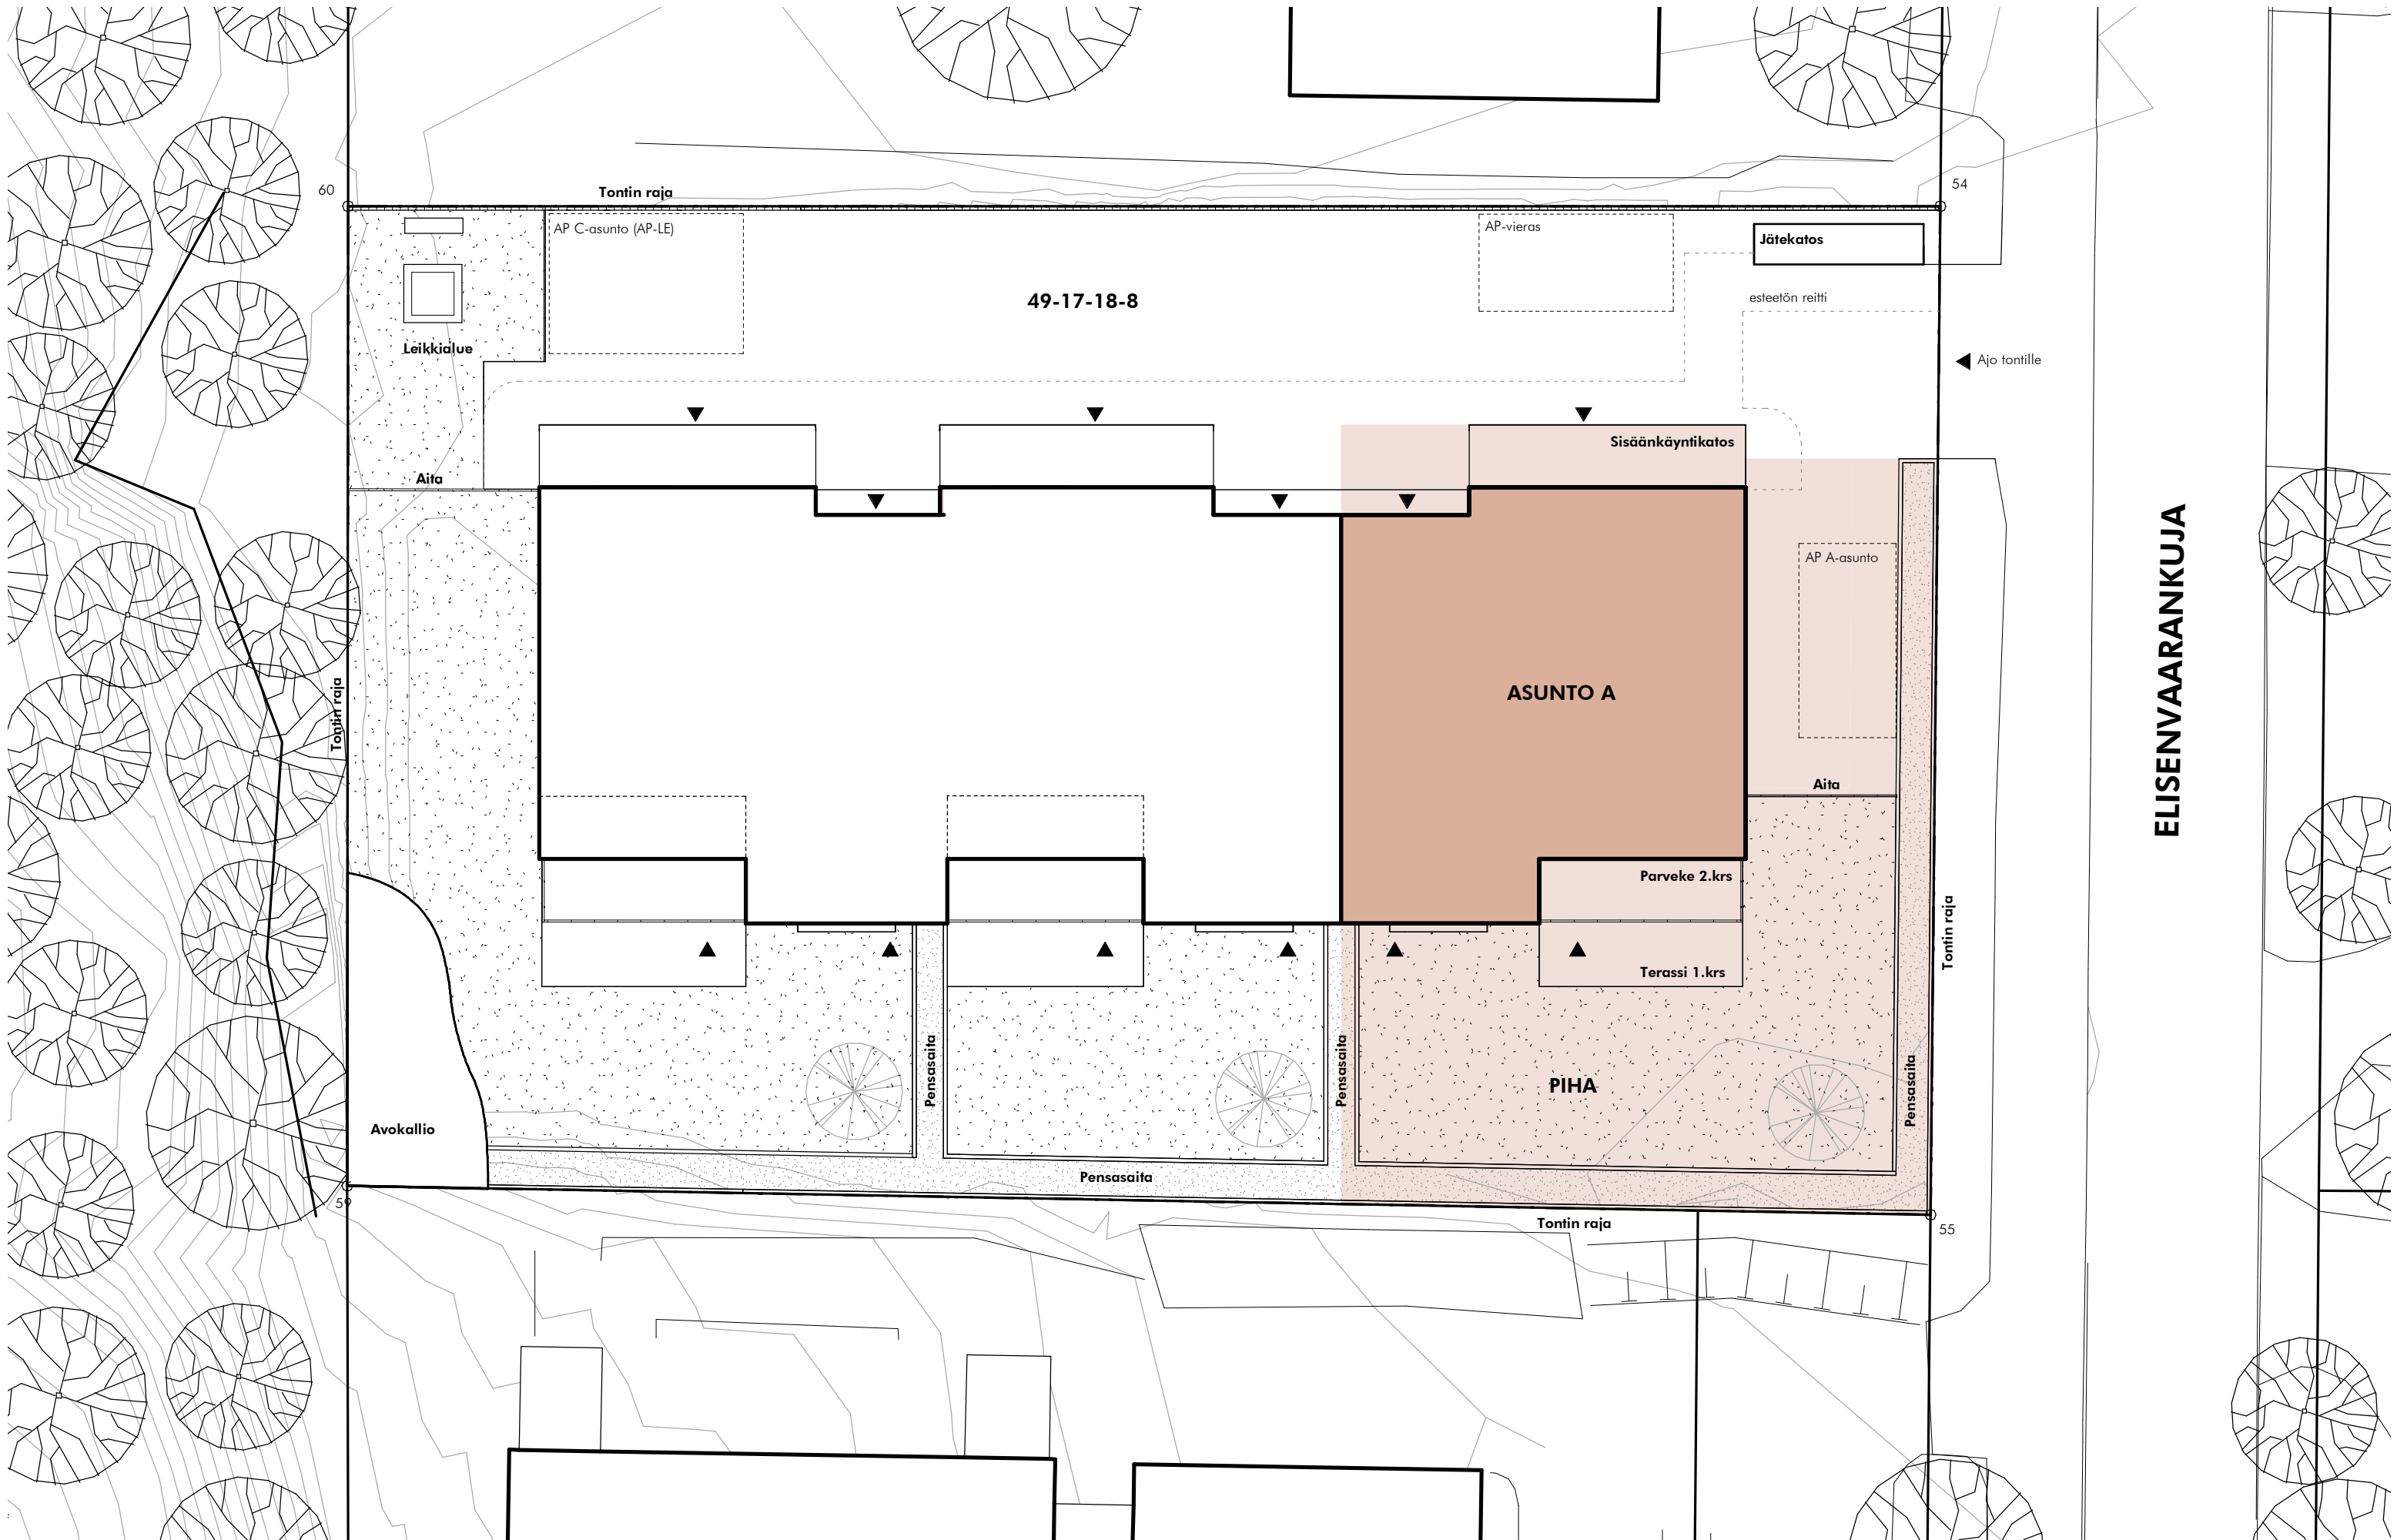 54
60
Tontin raja
AP C-asunto (AP-LE)
AP-vieras
Jätekatos
49-17-18-8
esteetön reitti
Leikkialue
Ajo tontille
Sisäänkäyntikatos
Aita
AP A-asunto
ELISENVAARANKUJA
ASUNTO A
Tontin raja
Aita
Parveke 2.krs
Tontin raja
Terassi 1.krs
Pensasaita
Pensasaita
PIHA
Pensasaita
Avokallio
Pensasaita
59
Tontin raja
55